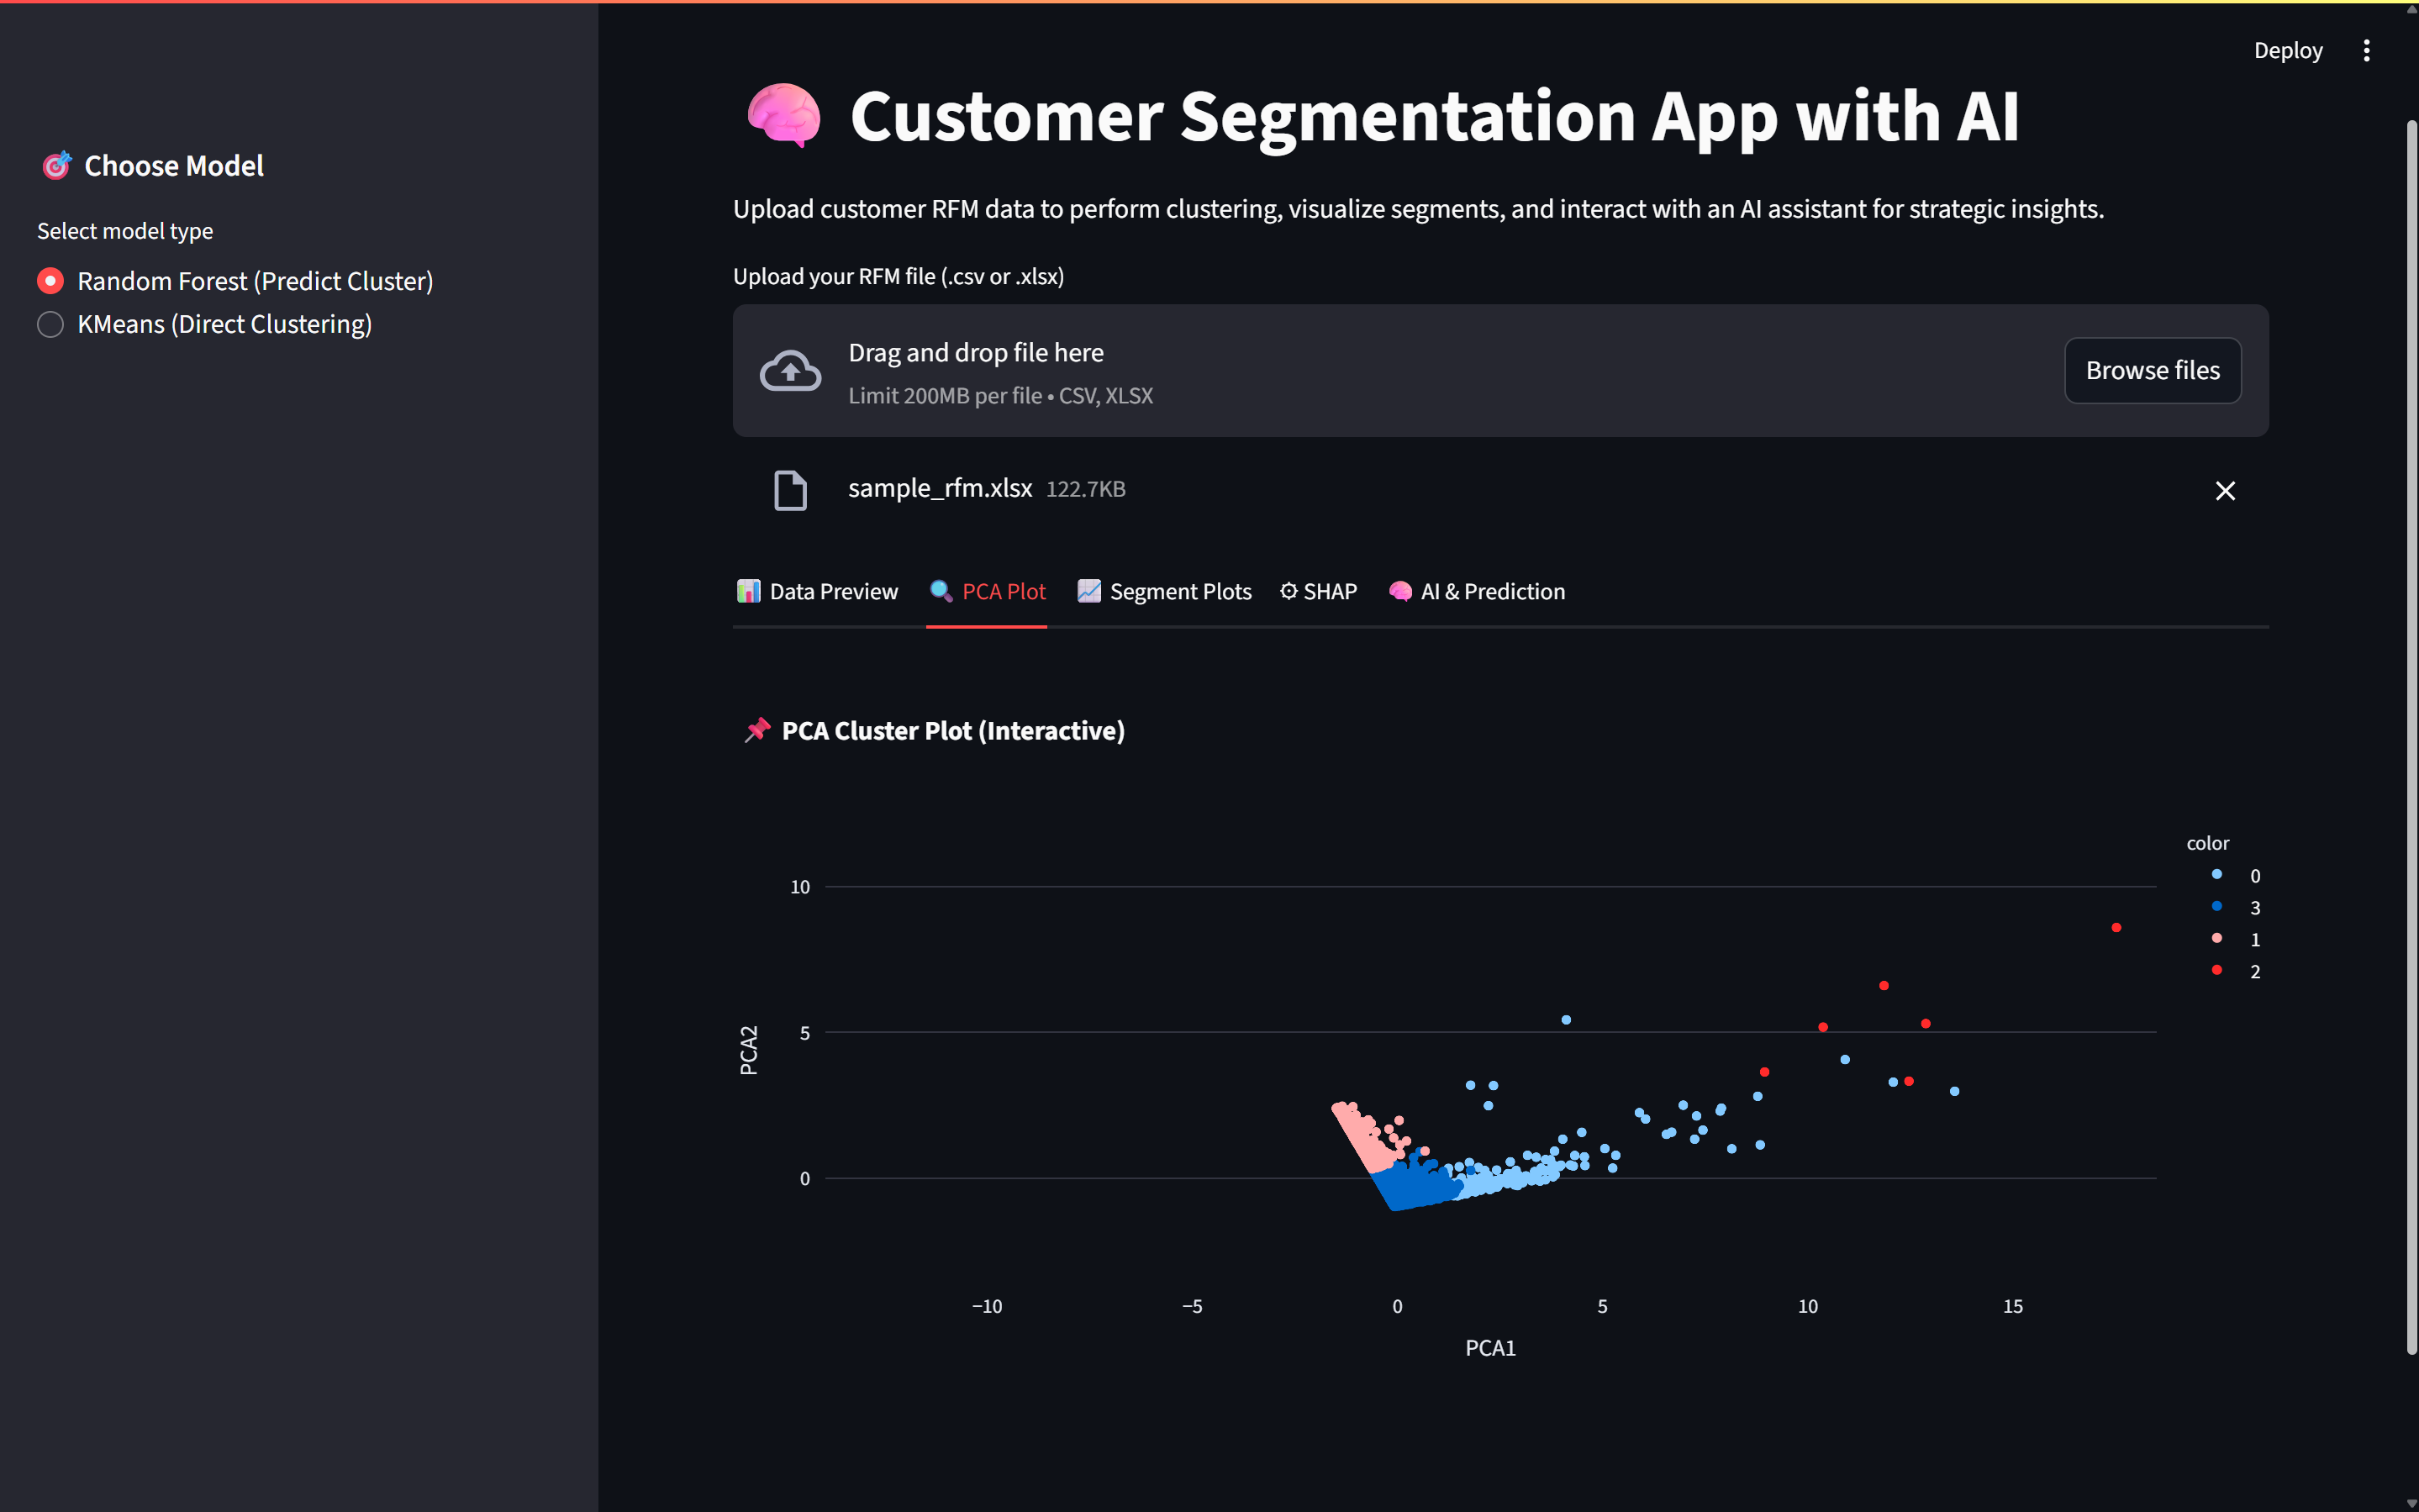 Deploy
Choose Model
Select model type
Random Forest (Predict Cluster)
KMeans (Direct Clustering)
Customer Segmentation App with AI
Upload customer RFM data to perform clustering, visualize segments, and interact with an AI assistant for strategic insights.
Upload your RFM file (.csv or .xlsx)
Drag and drop file here
Limit 200MB per file • CSV, XLSX
Browse files
sample_rfm.xlsx 122.7KB
Data Preview PCA Plot Segment Plots SHAP AI & Prediction
PCA Cluster Plot (Interactive)
color
0
3
1
2
10
5
0
PCA2
−10 −5 0 5 10 15
PCA1